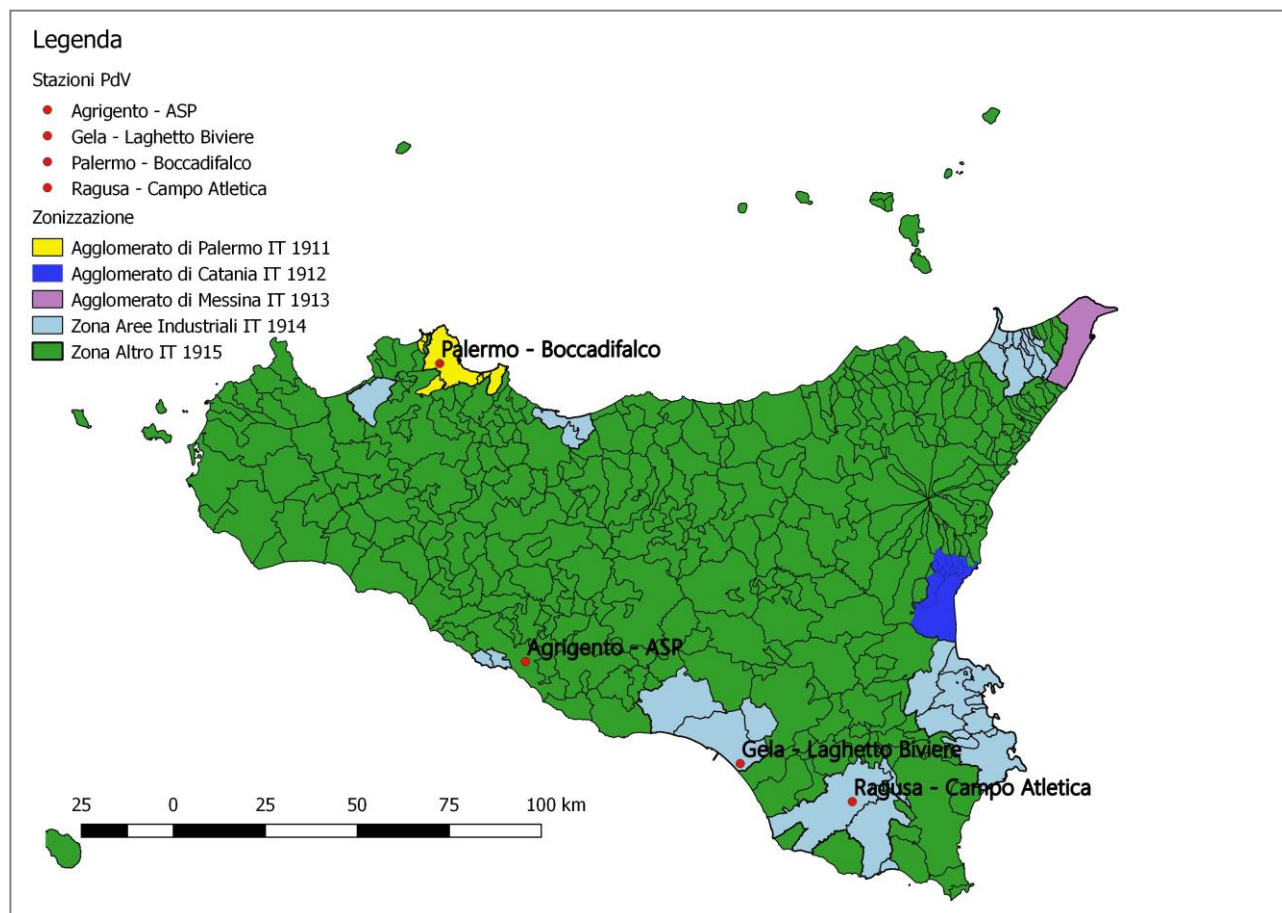 Legenda
Stazioni PdV
Agrigento - ASP
Gela - Laghetto Biviere
Palermo - Boccadifalco
Ragusa - Campo Atletica
Zonizzazione
Agglomerato di Palermo IT 1911
Agglomerato di Catania IT 1912
Agglomerato di Messina IT 1913
Zona Aree Industriali IT 1914
Zona Altro IT 1915
Palermo - Boccadifalco
Agrigento - ASP
Gela - Laghetto Biviere
Ragusa - Campo Atletica
25 0 25 50 75 100 km